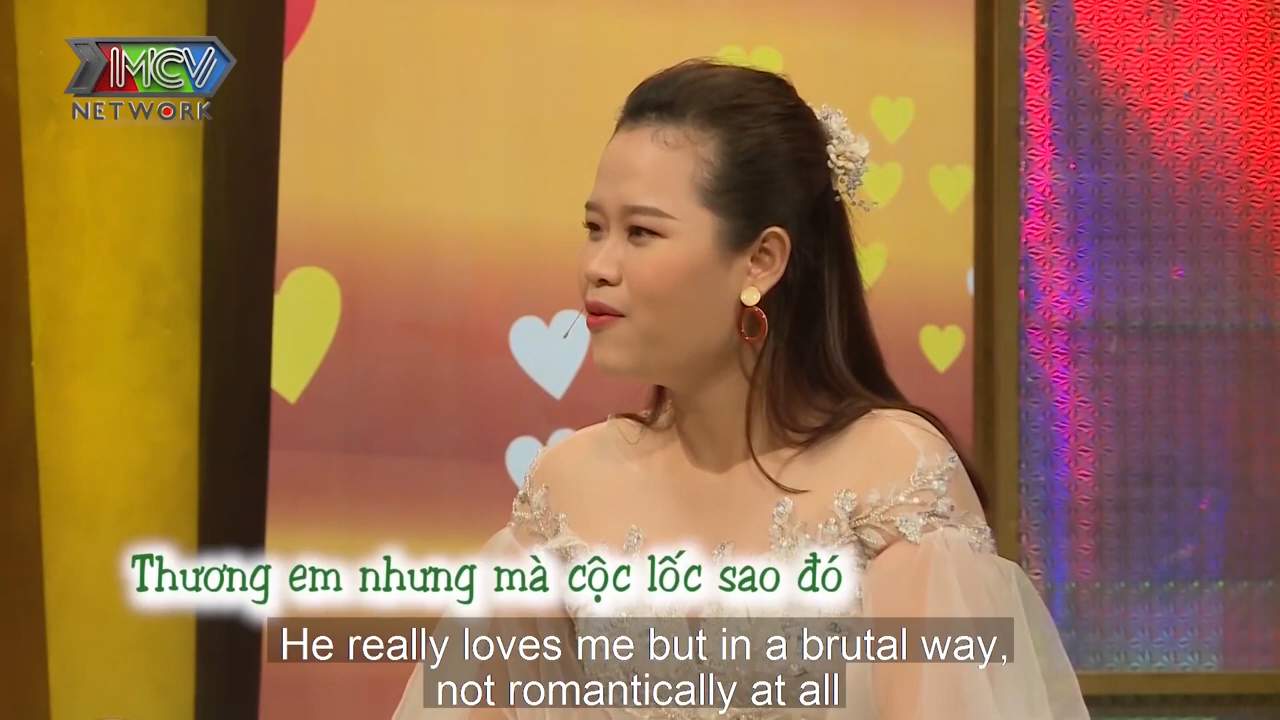 MCV
NETWORK
Thương em nhưng mà cộc lốc sao đó
He really loves me but in a brutal way,
not romantically at all